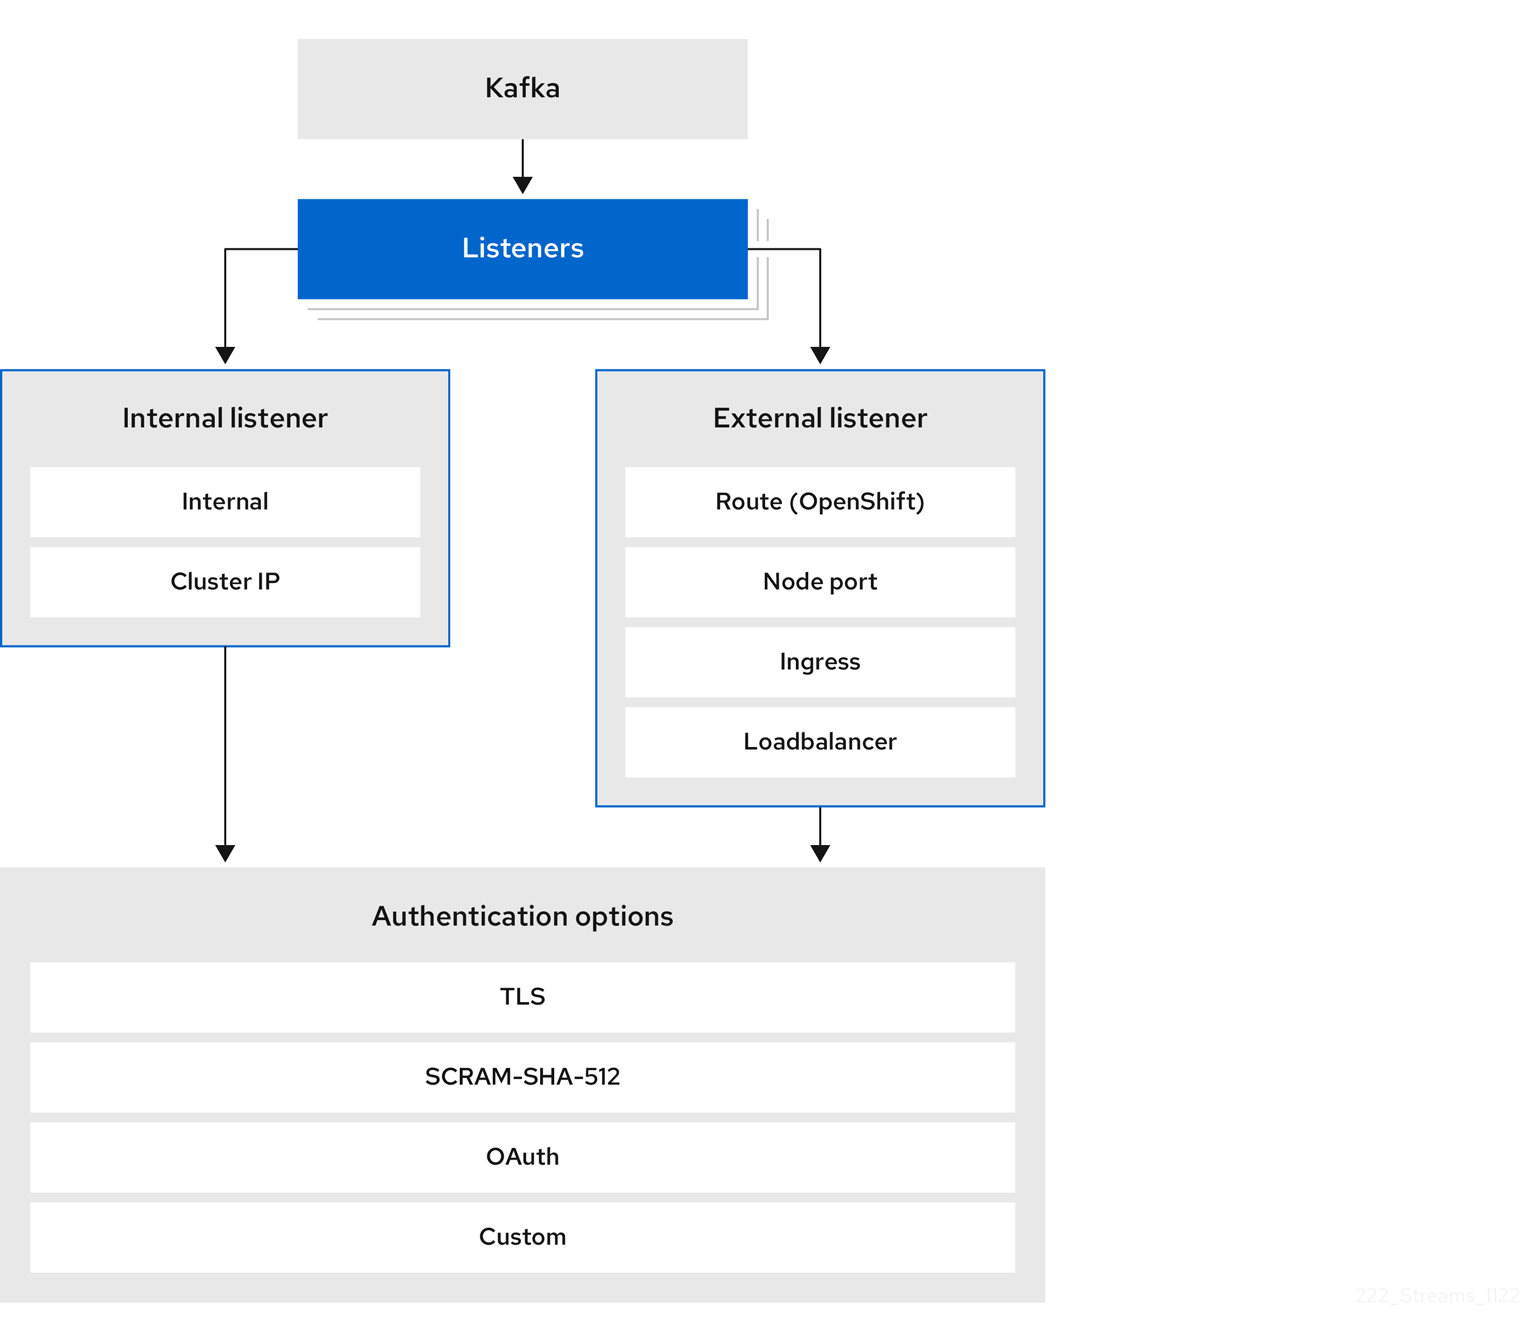 Kafka
Listeners
Internal listener
Internal
Cluster IP
External listener
Route (OpenShift)
Node port
Ingress
Loadbalancer
Authentication options
TLS
SCRAM-SHA-512
OAuth
Custom
222_Streams_1122